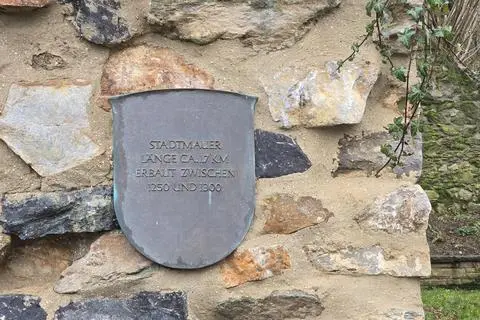 STADTMAUER
LÄNGE CA. 1,7 KM
ERBAUT ZWISCHEN
1250 UND 1300